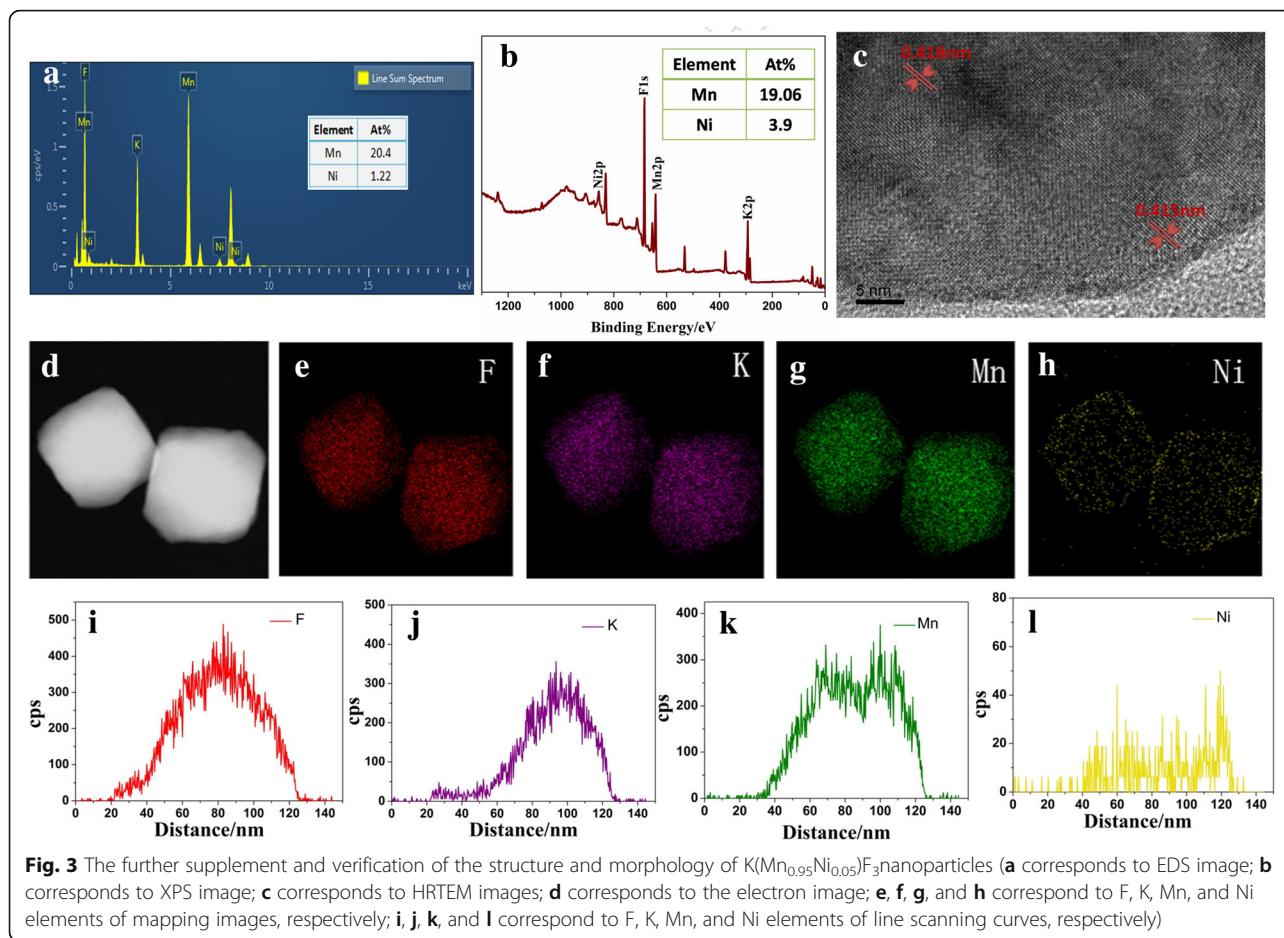 a
Line Sum Spectrum
F
Mn
Mn
K
Ni
Ni
Ni
Element At%
Mn 20.4
Ni 1.22
cps/eV
1.5
1
0.5
0
0 5 10 15 keV
b
Element At%
Mn 19.06
Ni 3.9
F1s
Ni2p
Mn2p
K2p
1200 1000 800 600 400 200 0
Binding Energy/eV
c
0.418nm
0.415nm
5 nm
d
e F
f K
g Mn
h Ni
i
F
cps
500
400
300
200
100
0
0 20 40 60 80 100 120 140
Distance/nm
j
K
cps
500
400
300
200
100
0
0 20 40 60 80 100 120 140
Distance/nm
k
Mn
cps
400
300
200
100
0
0 20 40 60 80 100 120 140
Distance/nm
l
Ni
cps
80
60
40
20
0
0 20 40 60 80 100 120 140
Distance/nm
Fig. 3 The further supplement and verification of the structure and morphology of K(Mn0.95Ni0.05)F3nanoparticles (a corresponds to EDS image; b
corresponds to XPS image; c corresponds to HRTEM images; d corresponds to the electron image; e, f, g, and h correspond to F, K, Mn, and Ni
elements of mapping images, respectively; i, j, k, and l correspond to F, K, Mn, and Ni elements of line scanning curves, respectively)